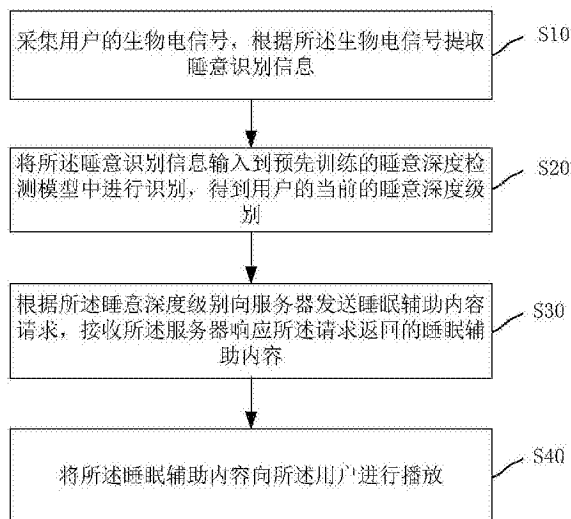 采集用户的生物电信号，根据所述生物电信号提取
睡意识别信息
S10
将所述睡意识别信息输入到预先训练的睡意深度检
测模型中进行识别，得到用户的当前的睡意深度级
别
S20
根据所述睡意深度级别向服务器发送睡眠辅助内容
请求，接收所述服务器响应所述请求返回的睡眠辅
助内容
S30
将所述睡眠辅助内容向所述用户进行播放
S40